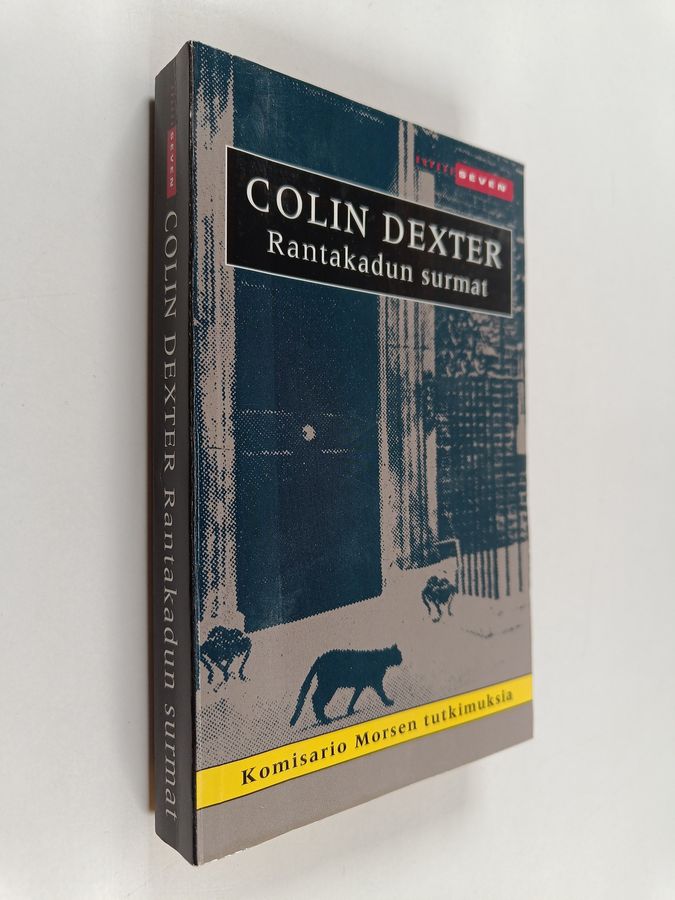 SEVEN
COLIN DEXTER
Rantakadun surmat
Komisario Morsen tutkimuksia
SEVEN
COLIN DEXTER Rantakadun surmat